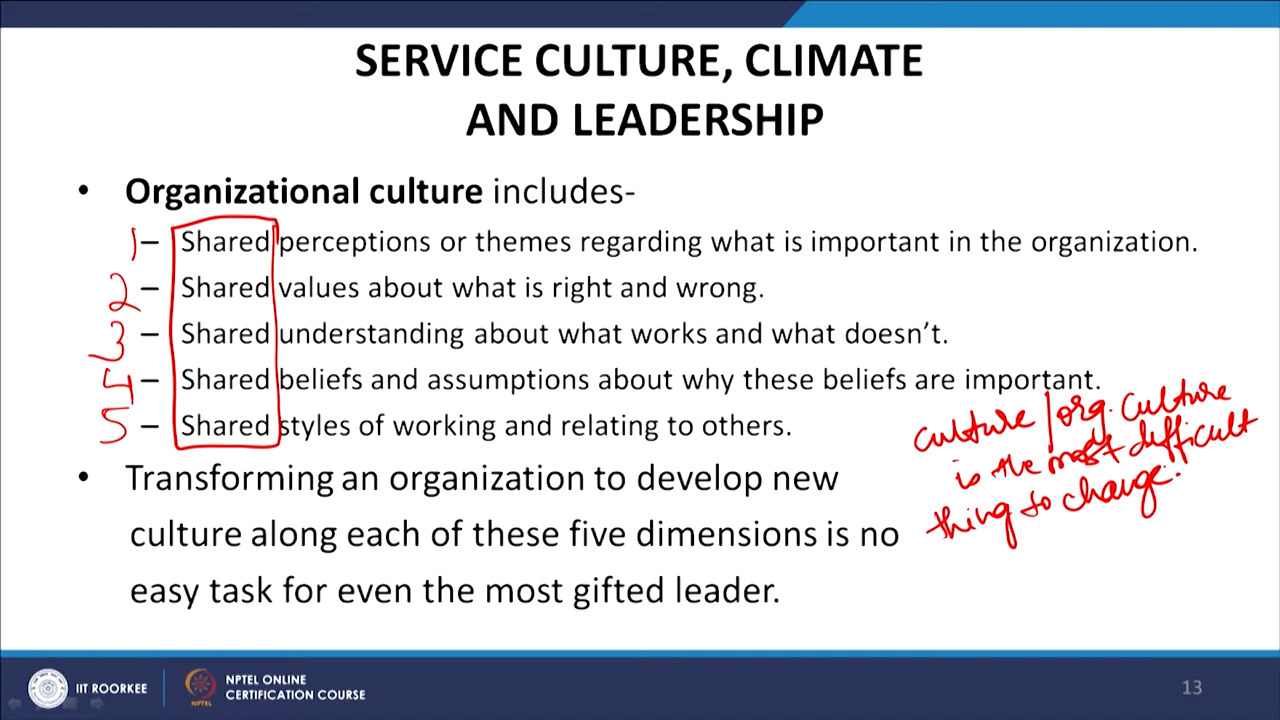 SERVICE CULTURE, CLIMATE
AND LEADERSHIP
• Organizational culture includes-
1 – Shared perceptions or themes regarding what is important in the organization.
2 – Shared values about what is right and wrong.
3 – Shared understanding about what works and what doesn't.
4 – Shared beliefs and assumptions about why these beliefs are important.
5 – Shared styles of working and relating to others.
culture | org. culture
is the most difficult
thing to change.
• Transforming an organization to develop new
culture along each of these five dimensions is no
easy task for even the most gifted leader.
IIT ROORKEE
NPTEL
NPTEL ONLINE
CERTIFICATION COURSE
13